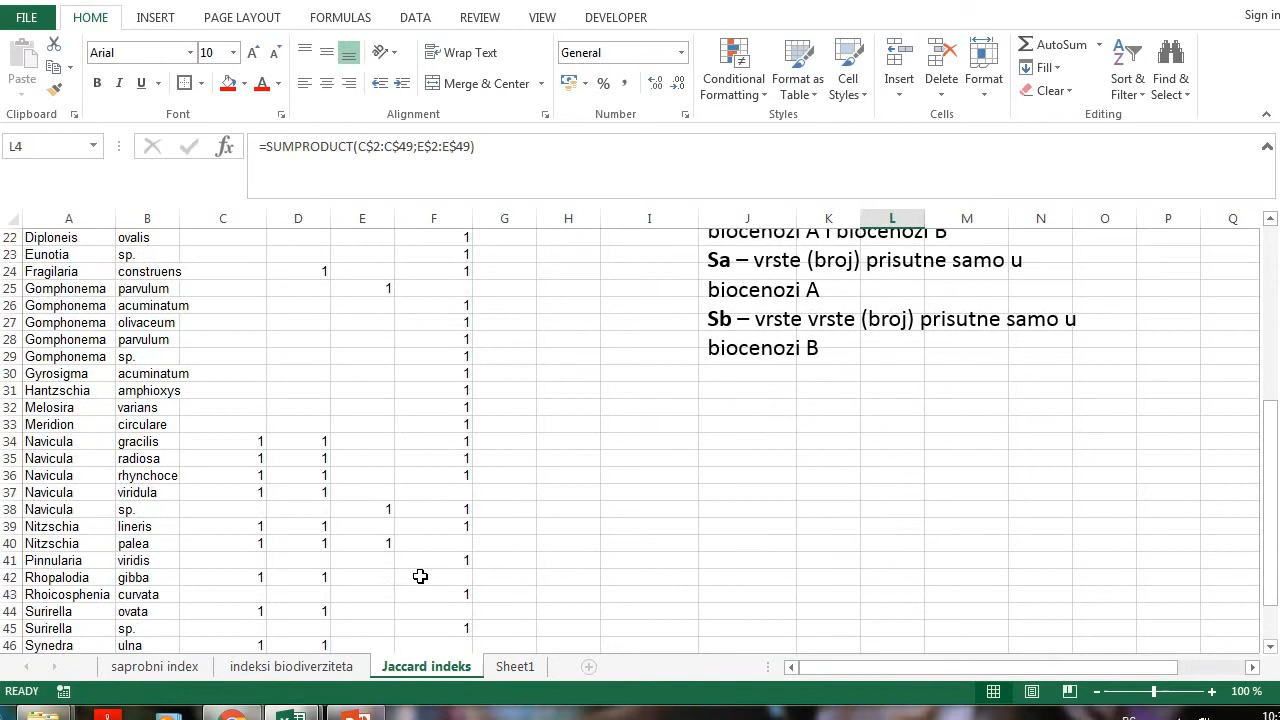 FILE HOME INSERT PAGE LAYOUT FORMULAS DATA REVIEW VIEW DEVELOPER Sign in
Paste
Clipboard
Arial 10
B I U
Font
Wrap Text
Merge & Center
Alignment
General
Number
Conditional Formatting
Format as Table
Cell Styles
Styles
Insert Delete Format
Cells
AutoSum
Fill
Clear
Sort & Filter
Find & Select
Editing
L4 fx =SUMPRODUCT(C$2:C$49;E$2:E$49)
A B C D E F G H I J K L M N O P Q
22 Diploneis ovalis 1
23 Eunotia sp. 1
24 Fragilaria construens 1 1
25 Gomphonema parvulum 1
26 Gomphonema acuminatum 1
27 Gomphonema olivaceum 1
28 Gomphonema parvulum 1
29 Gomphonema sp. 1
30 Gyrosigma acuminatum 1
31 Hantzschia amphioxys 1
32 Melosira varians 1
33 Meridion circulare 1
34 Navicula gracilis 1 1 1
35 Navicula radiosa 1 1 1
36 Navicula rhynchoce 1 1 1
37 Navicula viridula 1 1
38 Navicula sp. 1 1
39 Nitzschia lineris 1 1 1
40 Nitzschia palea 1 1 1
41 Pinnularia viridis 1
42 Rhopalodia gibba 1 1
43 Rhoicosphenia curvata 1
44 Surirella ovata 1 1
45 Surirella sp. 1
46 Synedra ulna 1 1
biocenozi A i biocenozi B
Sa – vrste (broj) prisutne samo u
biocenozi A
Sb – vrste vrste (broj) prisutne samo u
biocenozi B
saprobni index indeksi biodiverziteta Jaccard indeks Sheet1
READY 100 %